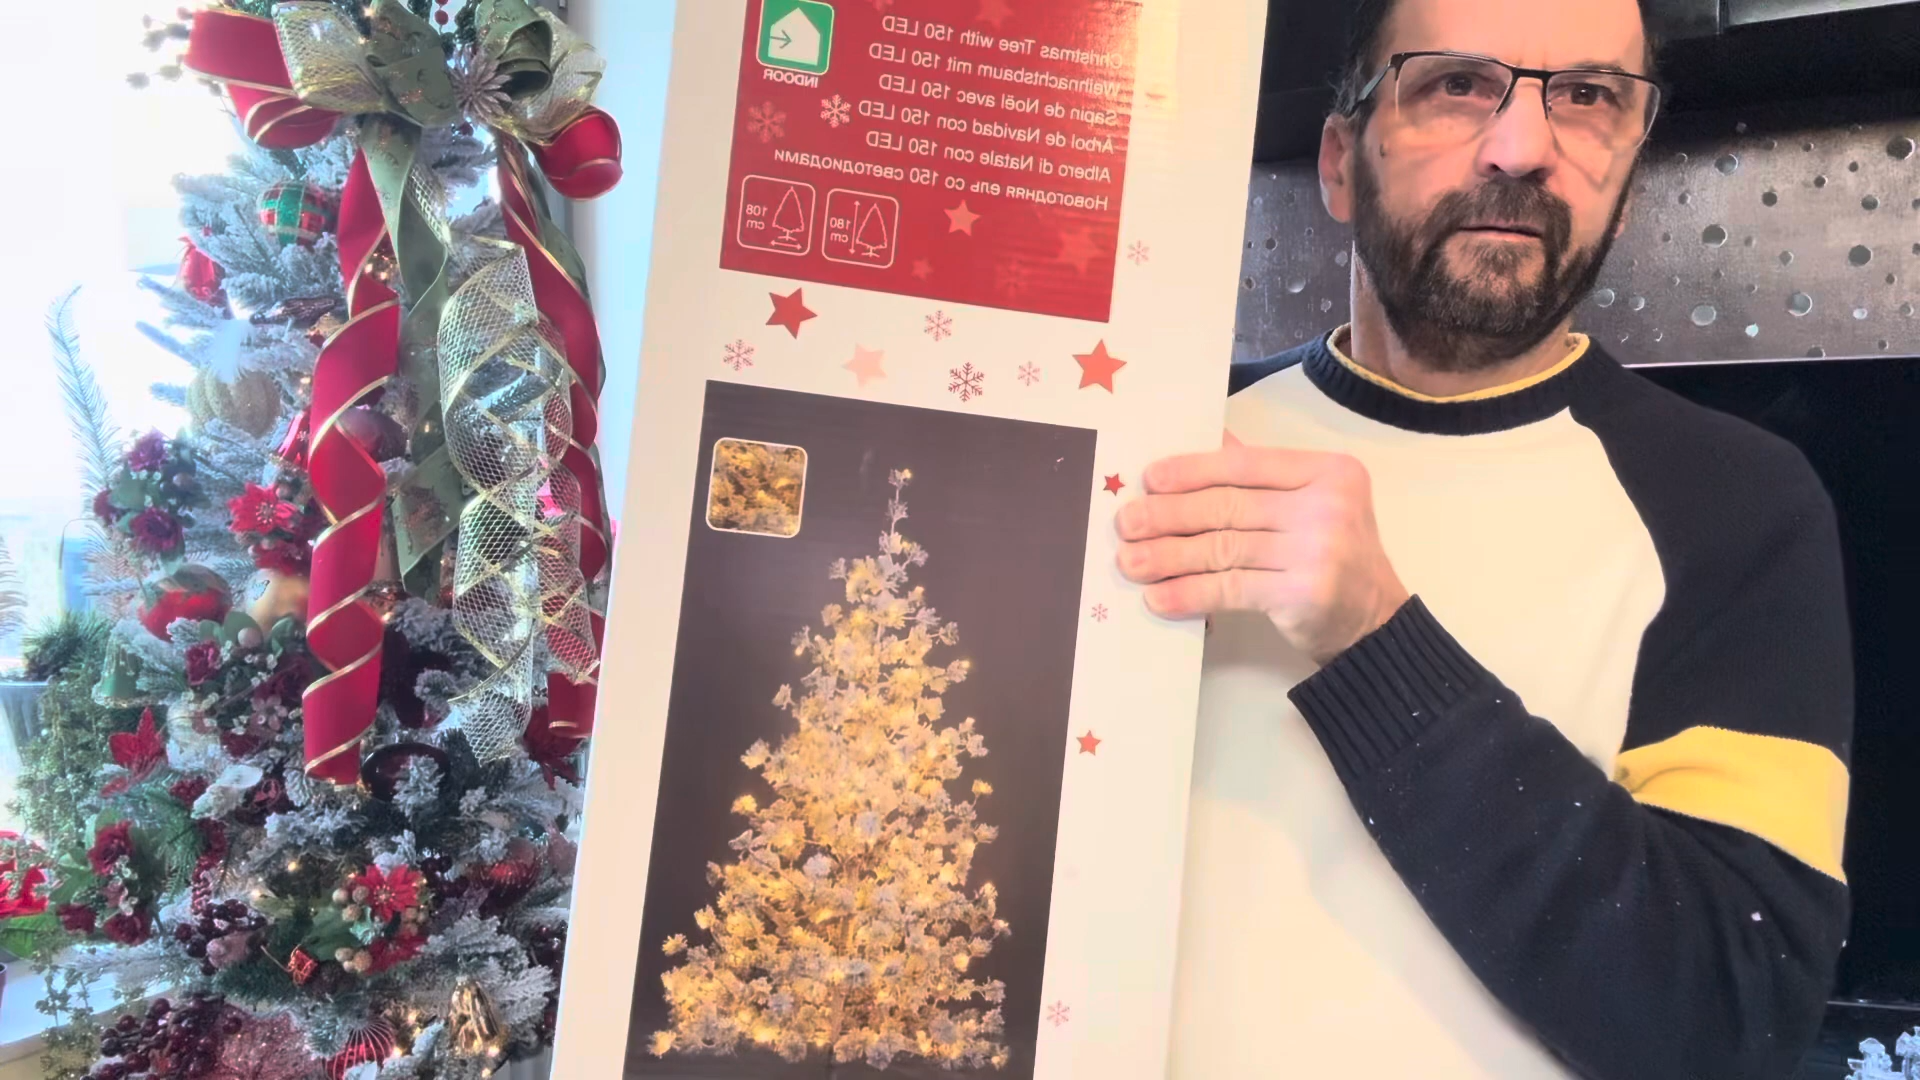 INDOOR
Christmas Tree with 150 LED
Weihnachtsbaum mit 150 LED
Sapin de Noël avec 150 LED
Árbol de Navidad con 150 LED
Albero di Natale con 150 LED
Новогодняя ель со 150 светодиодами
180
cm
108
cm